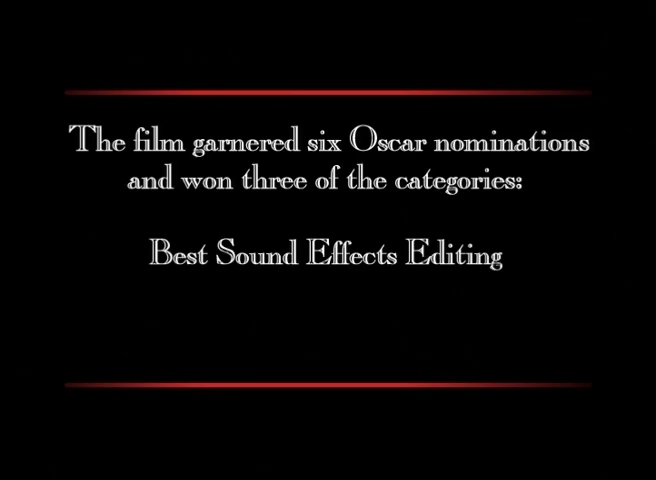 The film garnered six Oscar nominations
and won three of the categories:
Best Sound Effects Editing